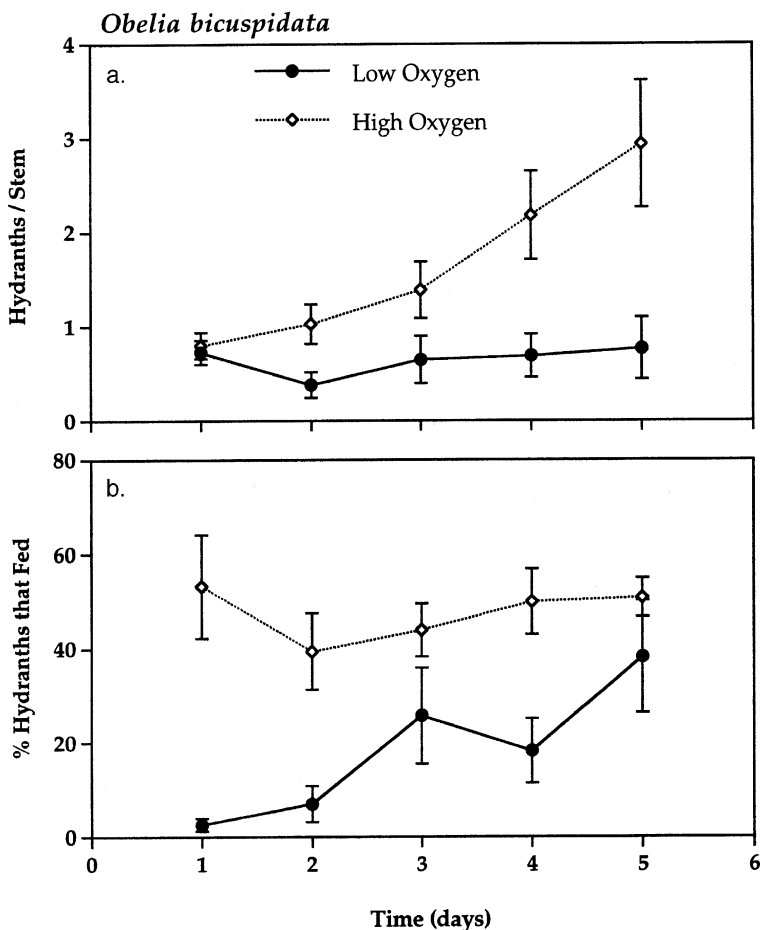 Obelia bicuspidata
4
a.
Low Oxygen
High Oxygen
3
2
1
0
Hydranths / Stem
80
b.
60
40
20
0
% Hydranths that Fed
0 1 2 3 4 5 6
Time (days)